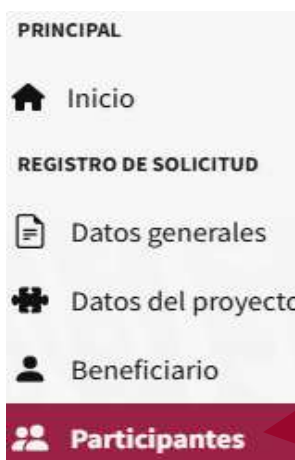 PRINCIPAL
Inicio
REGISTRO DE SOLICITUD
Datos generales
Datos del proyecto
Beneficiario
Participantes